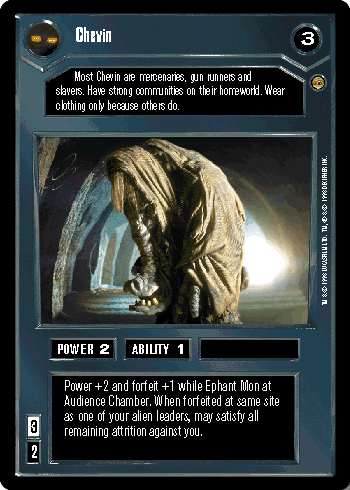 Chevin
3
Most Chevin are mercenaries, gun runners and
slavers. Have strong communities on their homeworld. Wear
clothing only because others do.
POWER 2
ABILITY 1
Power +2 and forfeit +1 while Ephant Mon at
Audience Chamber. When forfeited at same site
as one of your alien leaders, may satisfy all
remaining attrition against you.
3
2